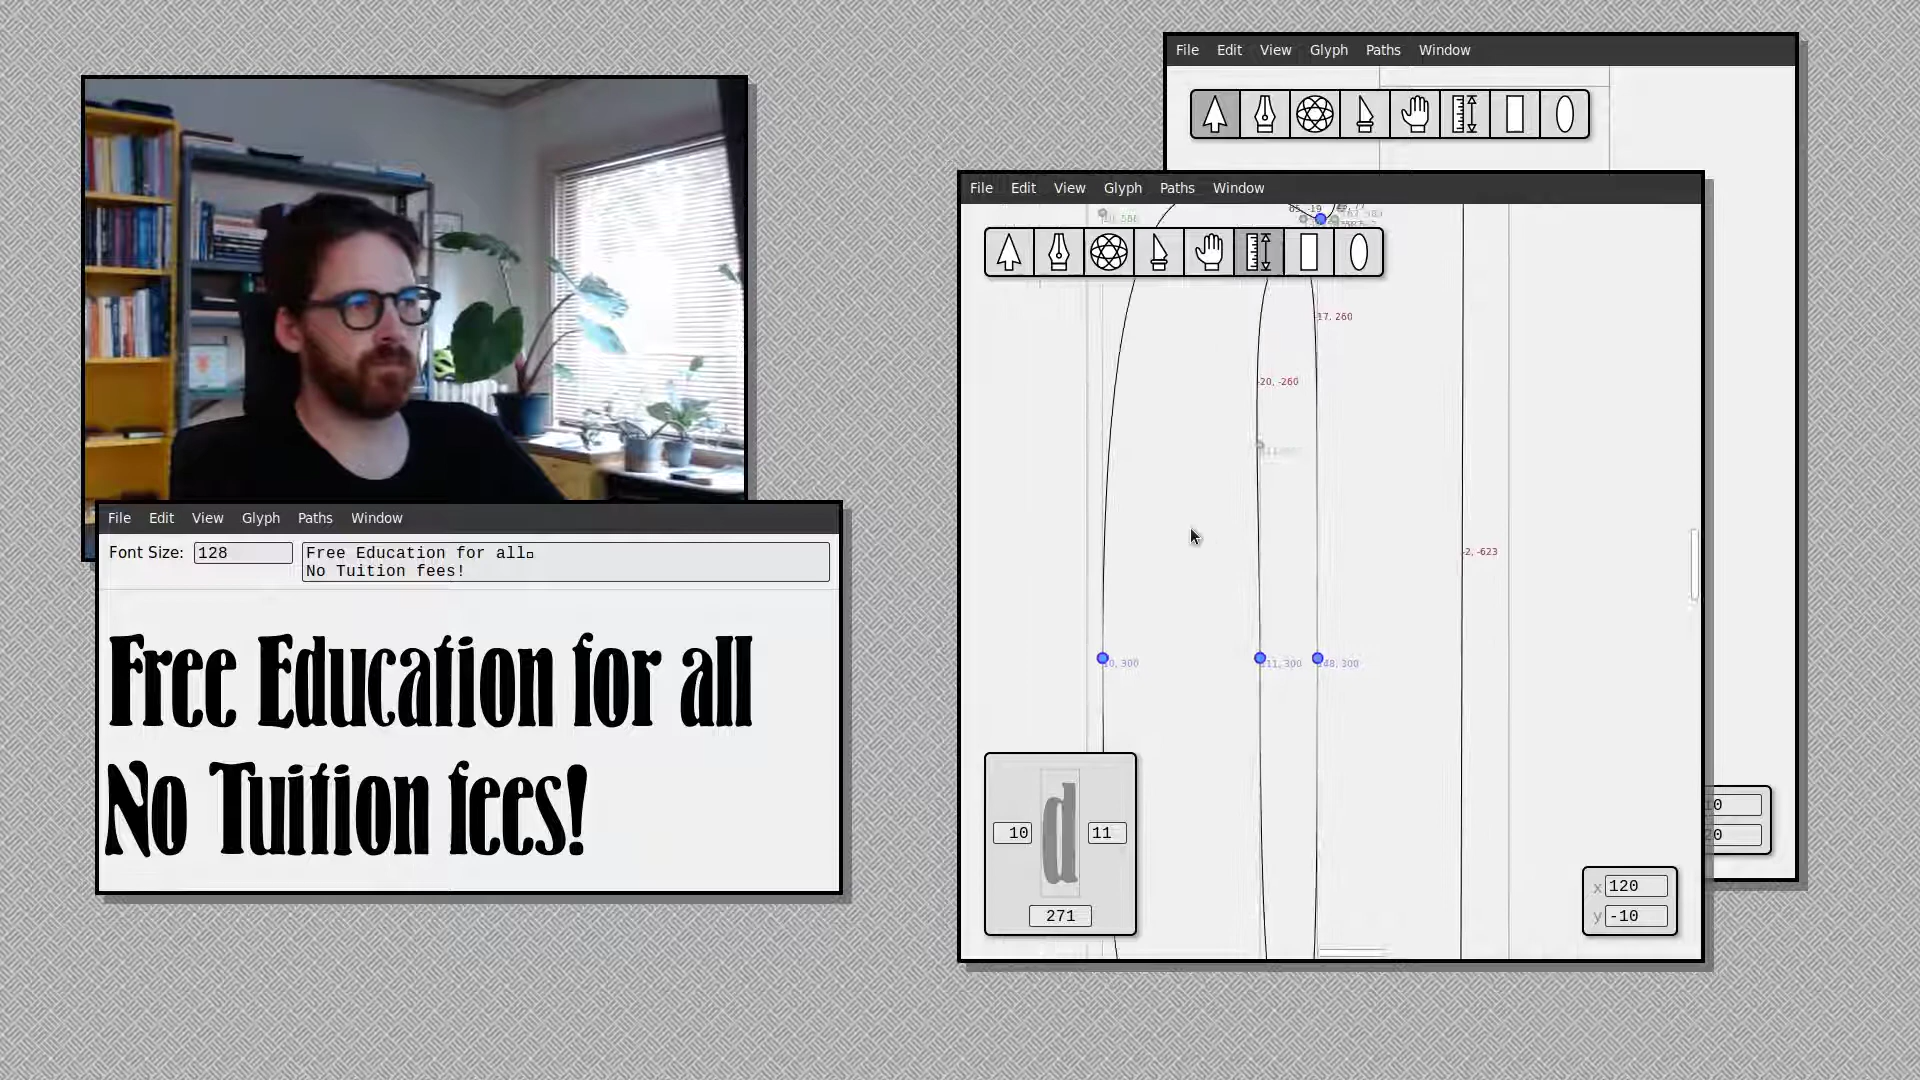 File Edit View Glyph Paths Window
File Edit View Glyph Paths Window
-17, 260
-20, -260
-2, -623
10, 300
111, 300
148, 300
10
11
271
x 120
y -10
File Edit View Glyph Paths Window
Font Size: 128
Free Education for all
No Tuition fees!
Free Education for all
No Tuition fees!